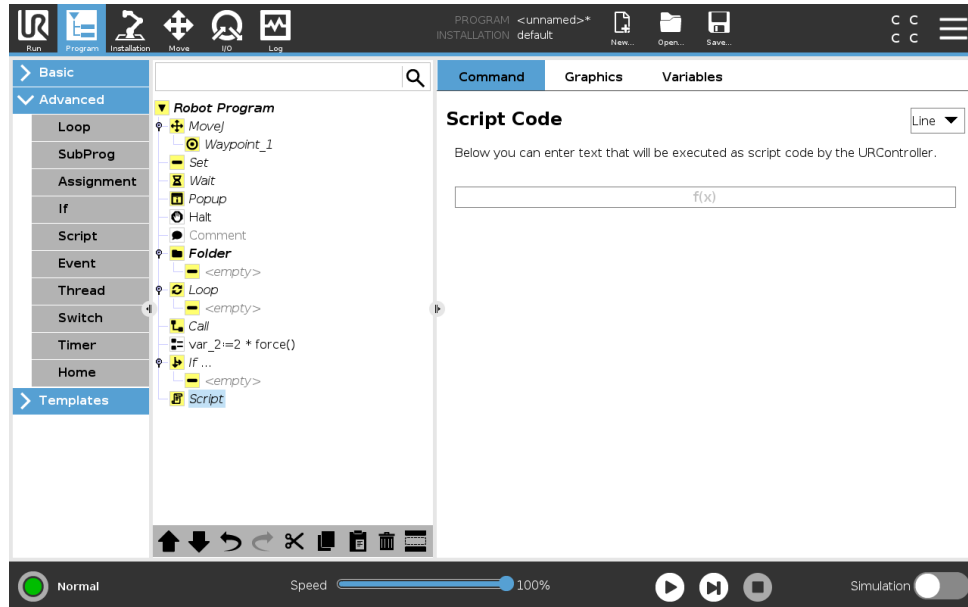 PROGRAM <unnamed>*
INSTALLATION default
UR
Run
Program
Installation
Move
I/O
Log
New...
Open...
Save...
C C
C C
Basic
Advanced
Loop
SubProg
Assignment
If
Script
Event
Thread
Switch
Timer
Home
Templates
Robot Program
MoveJ
Waypoint_1
Set
Wait
Popup
Halt
Comment
Folder
<empty>
Loop
<empty>
Call
var_2:=2 * force()
If ...
<empty>
Script
Command Graphics Variables
Script Code
Line
Below you can enter text that will be executed as script code by the URController.
f(x)
Normal
Speed 100%
Simulation